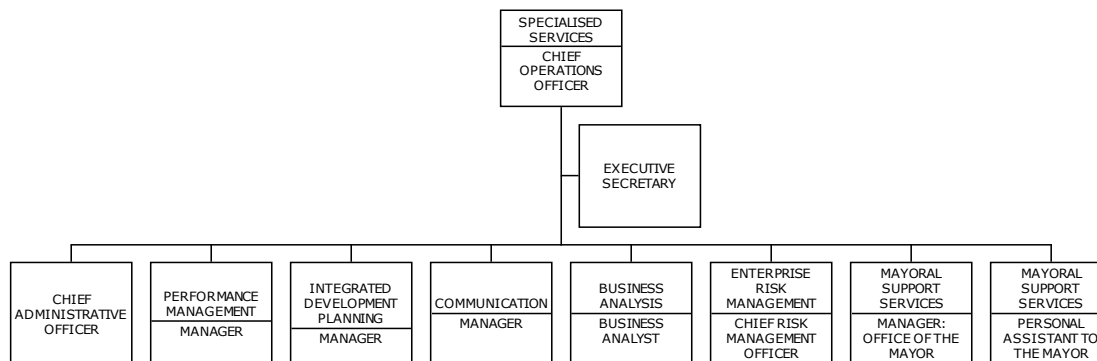 SPECIALISED
SERVICES
CHIEF
OPERATIONS
OFFICER
EXECUTIVE
SECRETARY
CHIEF
ADMINISTRATIVE
OFFICER
PERFORMANCE
MANAGEMENT
MANAGER
INTEGRATED
DEVELOPMENT
PLANNING
MANAGER
COMMUNICATION
MANAGER
BUSINESS
ANALYSIS
BUSINESS
ANALYST
ENTERPRISE
RISK
MANAGEMENT
CHIEF RISK
MANAGEMENT
OFFICER
MAYORAL
SUPPORT
SERVICES
MANAGER:
OFFICE OF THE
MAYOR
MAYORAL
SUPPORT
SERVICES
PERSONAL
ASSISTANT TO
THE MAYOR